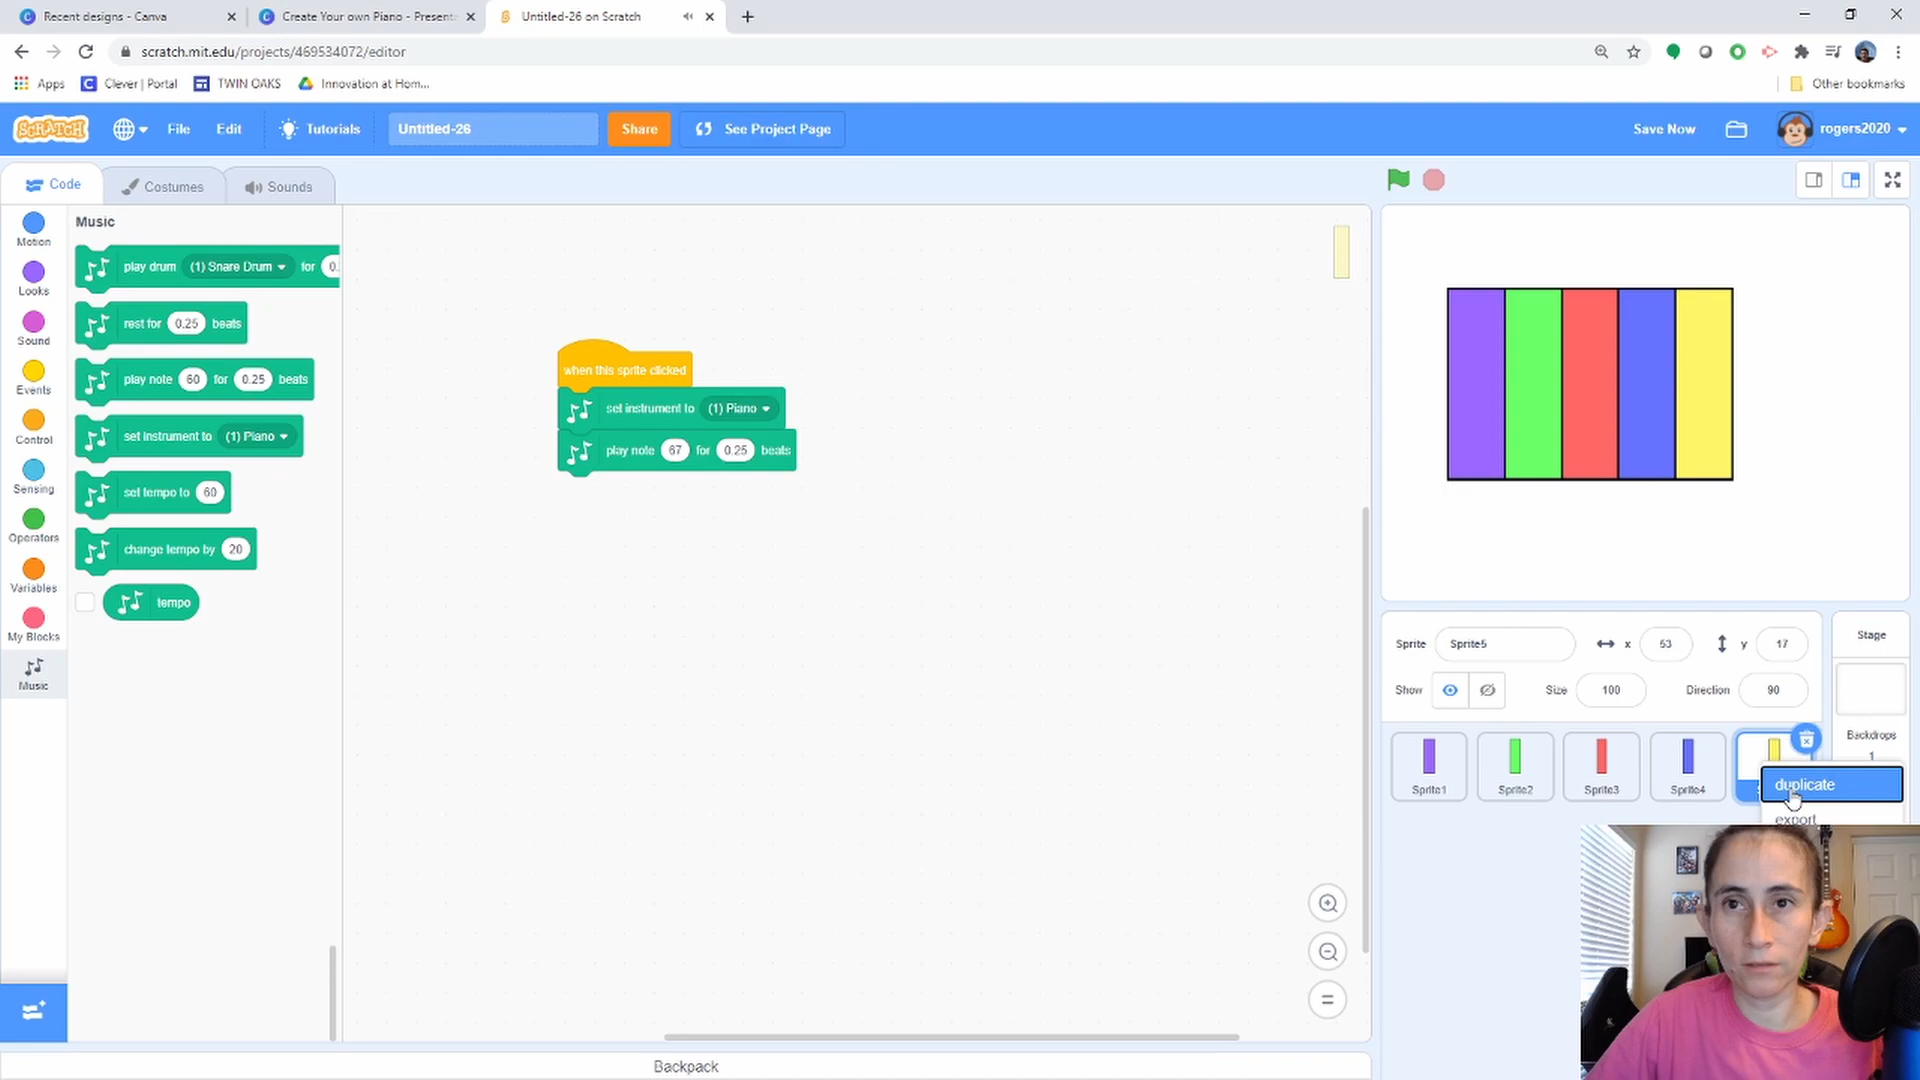 Recent designs - Canva
Create Your own Piano - Present
Untitled-26 on Scratch
scratch.mit.edu/projects/469534072/editor
Apps
Clever | Portal
TWIN OAKS
Innovation at Hom...
Other bookmarks
SCRATCH
File
Edit
Tutorials
Untitled-26
Share
See Project Page
Save Now
rogers2020
Code
Costumes
Sounds
Motion
Looks
Sound
Events
Control
Sensing
Operators
Variables
My Blocks
Music
Music
play drum (1) Snare Drum for 0.
rest for 0.25 beats
play note 60 for 0.25 beats
set instrument to (1) Piano
set tempo to 60
change tempo by 20
tempo
when this sprite clicked
set instrument to (1) Piano
play note 67 for 0.25 beats
Sprite Sprite5 x 53 y 17
Show Size 100 Direction 90
Stage
Backdrops
1
Sprite1
Sprite2
Sprite3
Sprite4
duplicate
export
Backpack